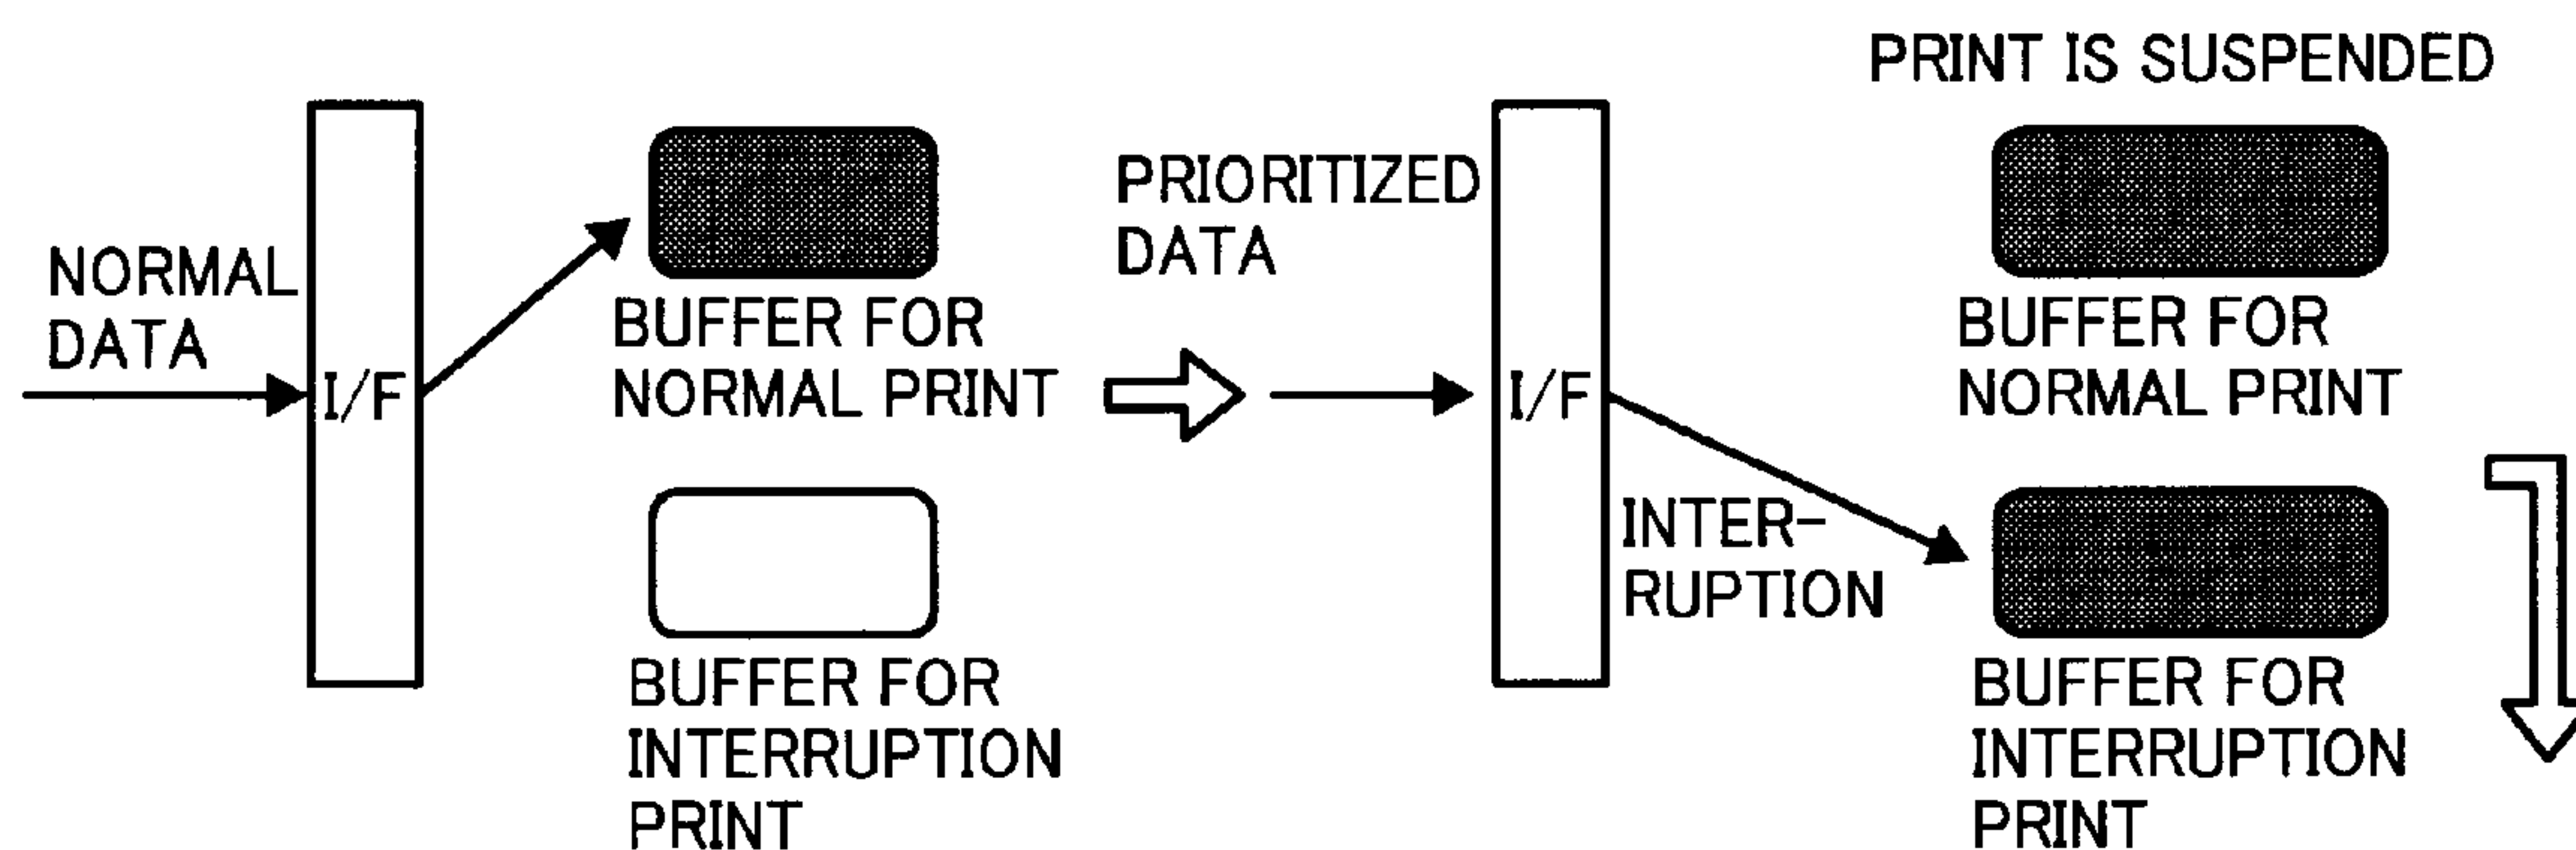 NORMAL
DATA
I/F
BUFFER FOR
NORMAL PRINT
BUFFER FOR
INTERRUPTION
PRINT
PRIORITIZED
DATA
I/F
INTER-
RUPTION
PRINT IS SUSPENDED
BUFFER FOR
NORMAL PRINT
BUFFER FOR
INTERRUPTION
PRINT